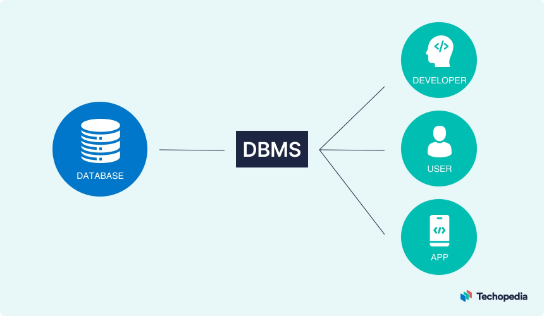 DATABASE
DBMS
DEVELOPER
USER
APP
Techopedia